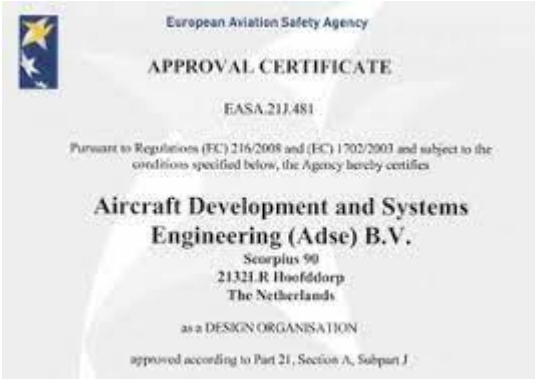 European Aviation Safety Agency
APPROVAL CERTIFICATE
EASA.21J.481
Pursuant to Regulations (EC) 216/2008 and (EC) 1702/2003 and subject to the
conditions specified below, the Agency hereby certifies
Aircraft Development and Systems
Engineering (Adse) B.V.
Scorpius 90
2132LR Hoofddorp
The Netherlands
as a DESIGN ORGANISATION
approved according to Part 21, Section A, Subpart J